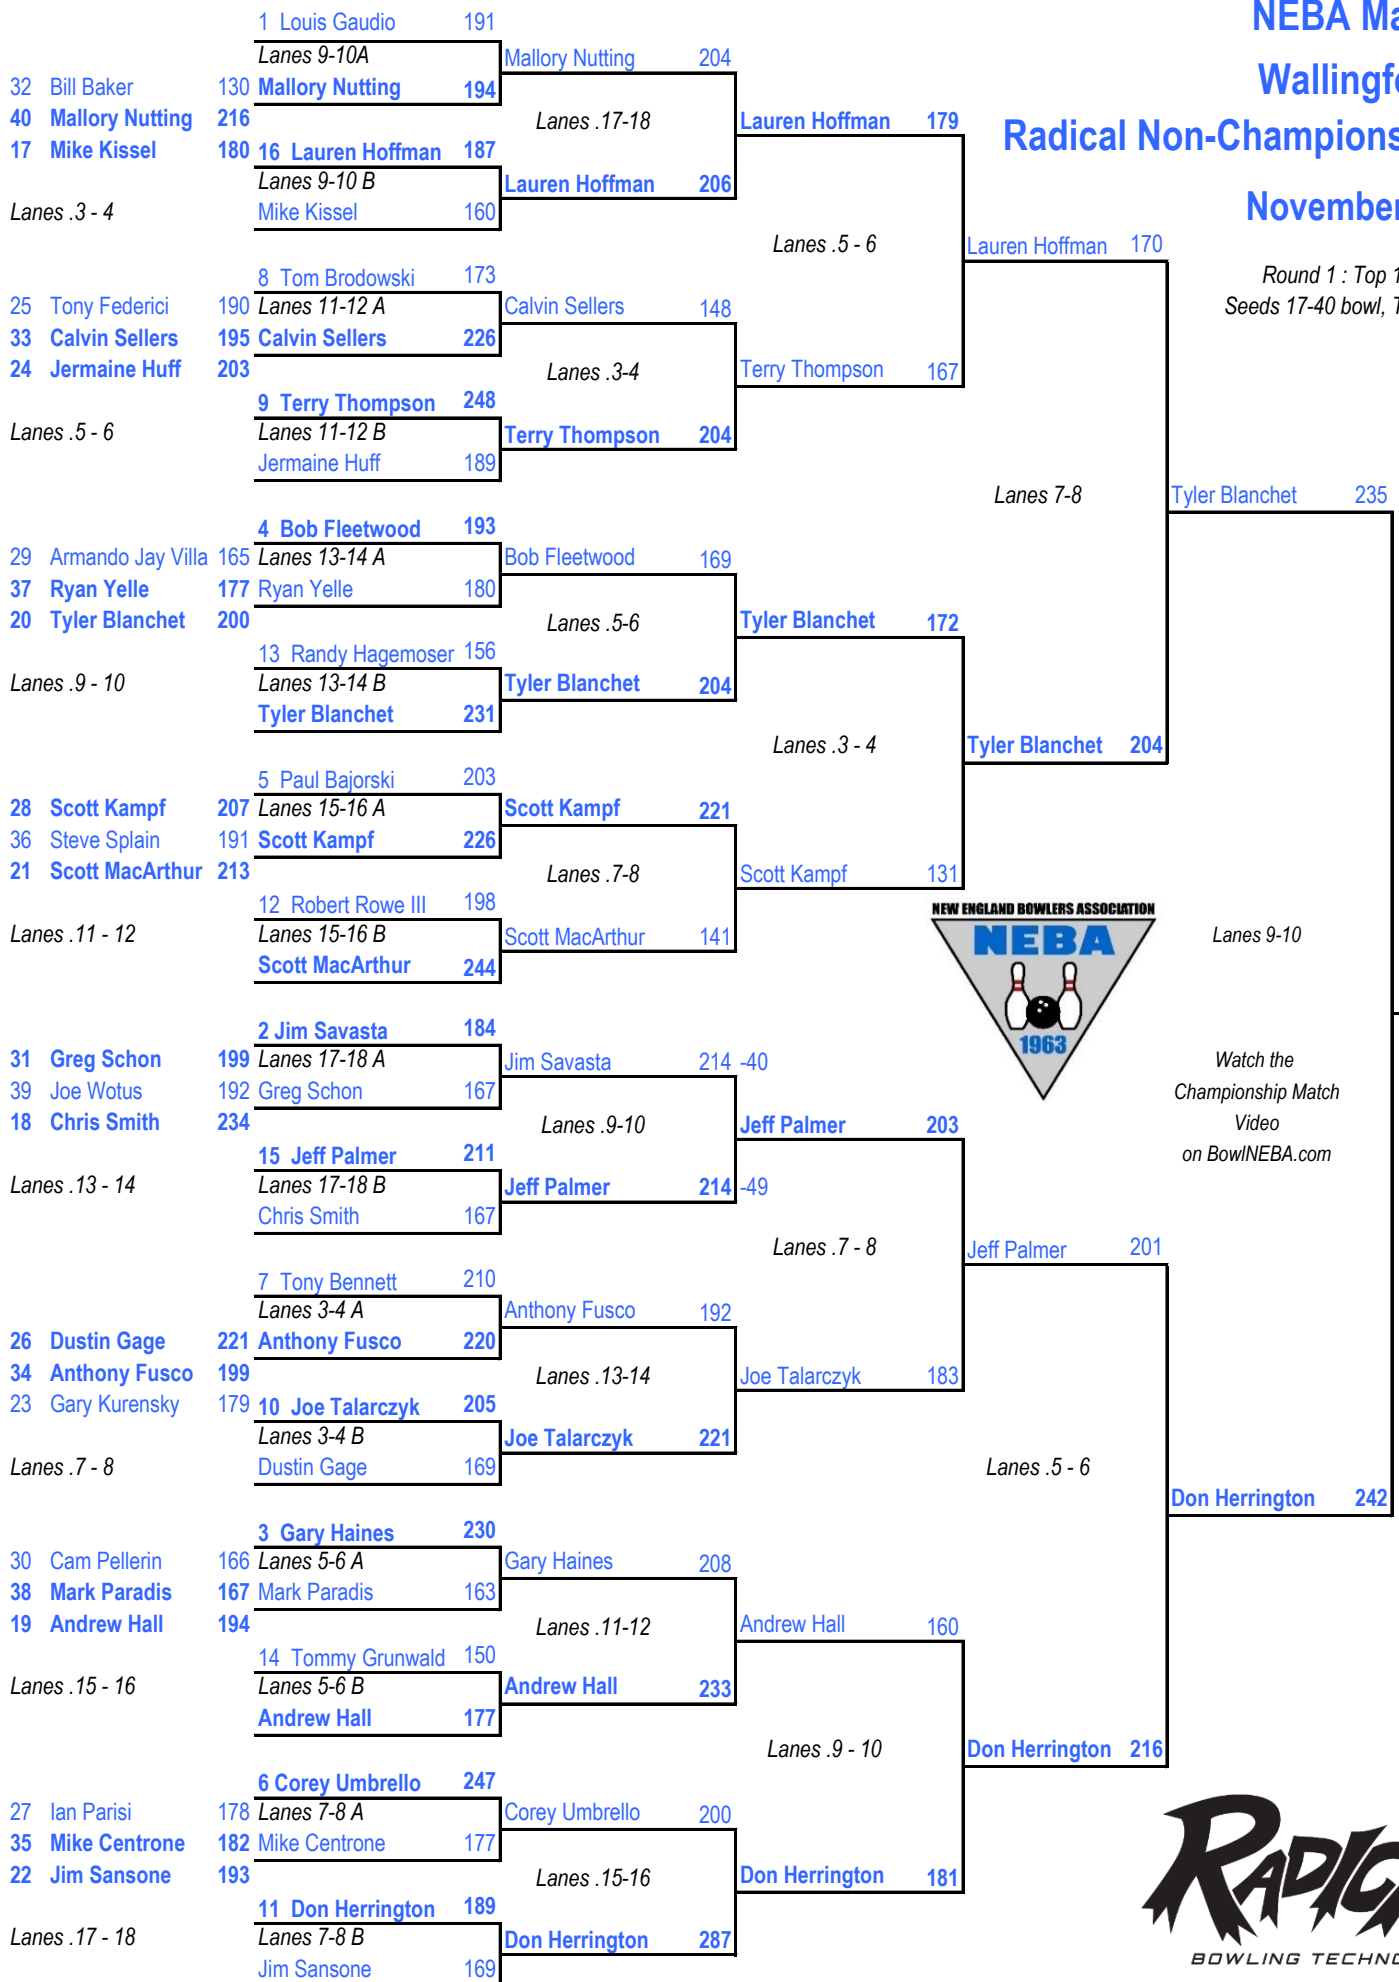 NEBA Ma
Wallingfo
Radical Non-Champions
November
Round 1 : Top 1
Seeds 17-40 bowl, T
1 Louis Gaudio 191
Lanes 9-10A
32 Bill Baker 130 Mallory Nutting 194
40 Mallory Nutting 216
17 Mike Kissel 180 16 Lauren Hoffman 187
Lanes 9-10 B
Lanes .3 - 4 Mike Kissel 160
8 Tom Brodowski 173
25 Tony Federici 190 Lanes 11-12 A
33 Calvin Sellers 195 Calvin Sellers 226
24 Jermaine Huff 203
9 Terry Thompson 248
Lanes .5 - 6 Lanes 11-12 B
Jermaine Huff 189
4 Bob Fleetwood 193
29 Armando Jay Villa 165 Lanes 13-14 A
37 Ryan Yelle 177 Ryan Yelle 180
20 Tyler Blanchet 200
13 Randy Hagemoser 156
Lanes .9 - 10 Lanes 13-14 B
Tyler Blanchet 231
5 Paul Bajorski 203
28 Scott Kampf 207 Lanes 15-16 A
36 Steve Splain 191 Scott Kampf 226
21 Scott MacArthur 213
12 Robert Rowe III 198
Lanes .11 - 12 Lanes 15-16 B
Scott MacArthur 244
2 Jim Savasta 184
31 Greg Schon 199 Lanes 17-18 A
39 Joe Wotus 192 Greg Schon 167
18 Chris Smith 234
15 Jeff Palmer 211
Lanes .13 - 14 Lanes 17-18 B
Chris Smith 167
7 Tony Bennett 210
Lanes 3-4 A
26 Dustin Gage 221 Anthony Fusco 220
34 Anthony Fusco 199
23 Gary Kurensky 179 10 Joe Talarczyk 205
Lanes 3-4 B
Lanes .7 - 8 Dustin Gage 169
3 Gary Haines 230
30 Cam Pellerin 166 Lanes 5-6 A
38 Mark Paradis 167 Mark Paradis 163
19 Andrew Hall 194
14 Tommy Grunwald 150
Lanes .15 - 16 Lanes 5-6 B
Andrew Hall 177
6 Corey Umbrello 247
27 Ian Parisi 178 Lanes 7-8 A
35 Mike Centrone 182 Mike Centrone 177
22 Jim Sansone 193
11 Don Herrington 189
Lanes .17 - 18 Lanes 7-8 B
Jim Sansone 169
Mallory Nutting 204
Lanes .17-18
Lauren Hoffman 206
Calvin Sellers 148
Lanes .3-4
Terry Thompson 204
Bob Fleetwood 169
Lanes .5-6
Tyler Blanchet 204
Scott Kampf 221
Lanes .7-8
Scott MacArthur 141
Jim Savasta 214 -40
Lanes .9-10
Jeff Palmer 214 -49
Anthony Fusco 192
Lanes .13-14
Joe Talarczyk 221
Gary Haines 208
Lanes .11-12
Andrew Hall 233
Corey Umbrello 200
Lanes .15-16
Don Herrington 287
Lauren Hoffman 179
Lanes .5 - 6
Terry Thompson 167
Tyler Blanchet 172
Lanes .3 - 4
Scott Kampf 131
Jeff Palmer 203
Lanes .7 - 8
Joe Talarczyk 183
Andrew Hall 160
Lanes .9 - 10
Don Herrington 181
Lauren Hoffman 170
Lanes 7-8
Tyler Blanchet 204
Jeff Palmer 201
Lanes .5 - 6
Don Herrington 216
Tyler Blanchet 235
Lanes 9-10
Don Herrington 242
NEW ENGLAND BOWLERS ASSOCIATION
NEBA
1963
Watch the
Championship Match
Video
on BowlNEBA.com
RADIC
BOWLING TECHNO